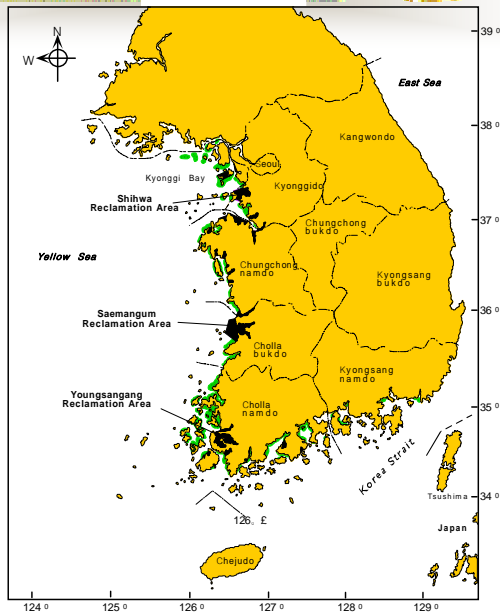 39 o
N
W
East Sea
38 o
Kangwondo
Seoul
Kyonggi Bay
Kyonggido
Shihwa
Reclamation Area
37 o
Chungchong
bukdo
Yellow Sea
Chungchong
namdo
Kyongsang
bukdo
36 o
Saemangum
Reclamation Area
Cholla
bukdo
Kyongsang
namdo
Youngsangang
Reclamation Area
Cholla
namdo
35 o
Korea Strait
Tsushima
34 o
126。£
Japan
Chejudo
124 o 125 o 126 o 127 o 128 o 129 o